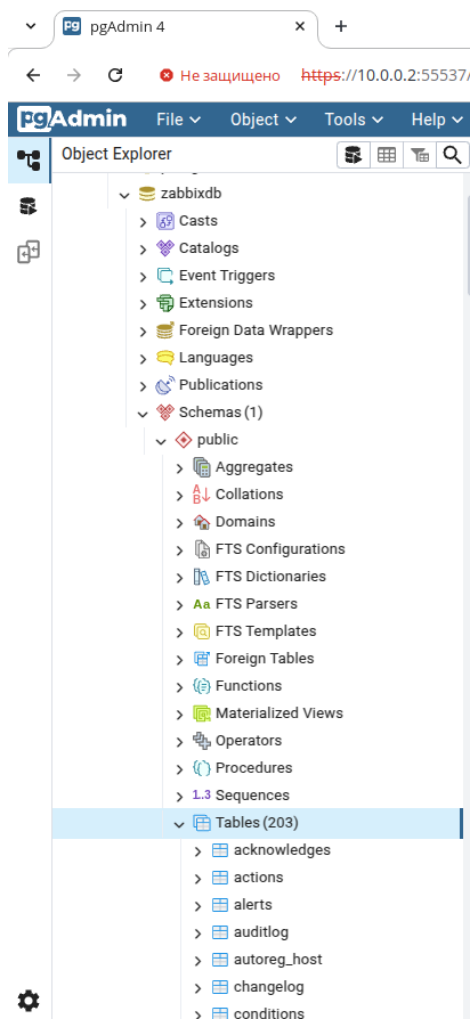 pgAdmin 4
Не защищено https://10.0.0.2:55537/
pgAdmin File Object Tools Help
Object Explorer
zabbixdb
Casts
Catalogs
Event Triggers
Extensions
Foreign Data Wrappers
Languages
Publications
Schemas (1)
public
Aggregates
Collations
Domains
FTS Configurations
FTS Dictionaries
Aa FTS Parsers
FTS Templates
Foreign Tables
Functions
Materialized Views
Operators
Procedures
1..3 Sequences
Tables (203)
acknowledges
actions
alerts
auditlog
autoreg_host
changelog
conditions